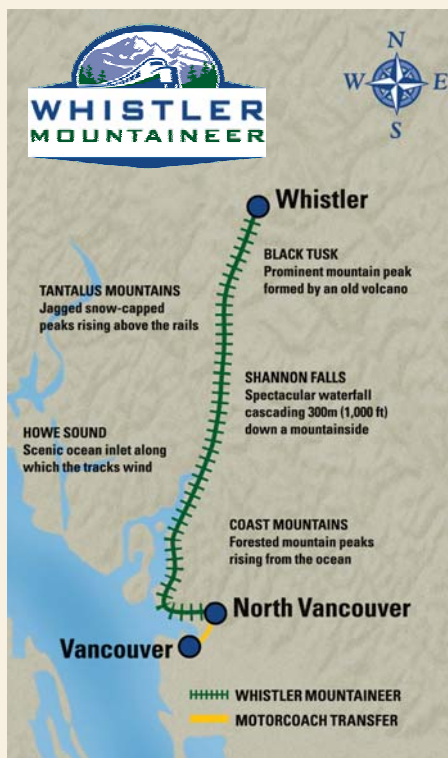 WHISTLER
MOUNTAINEER
N
W E
S
Whistler
BLACK TUSK
Prominent mountain peak
formed by an old volcano
TANTALUS MOUNTAINS
Jagged snow-capped
peaks rising above the rails
SHANNON FALLS
Spectacular waterfall
cascading 300m (1,000 ft)
down a mountainside
HOWE SOUND
Scenic ocean inlet along
which the tracks wind
COAST MOUNTAINS
Forested mountain peaks
rising from the ocean
North Vancouver
Vancouver
WHISTLER MOUNTAINEER
MOTORCOACH TRANSFER